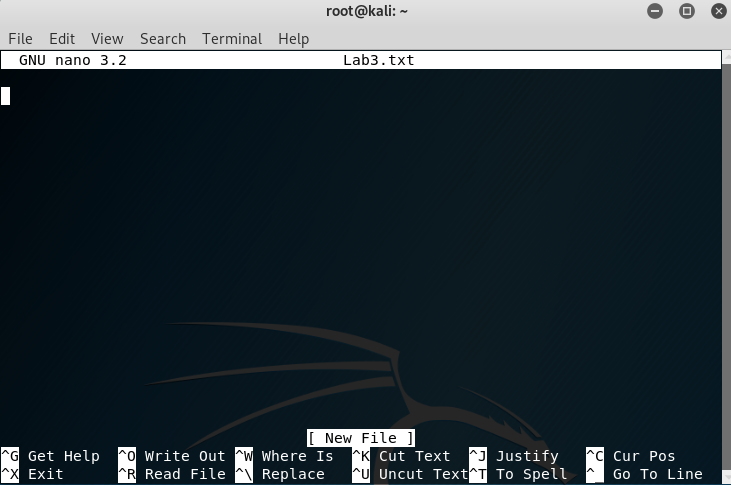 root@kali: ~
File Edit View Search Terminal Help
GNU nano 3.2 Lab3.txt
[ New File ]
^G Get Help ^O Write Out ^W Where Is ^K Cut Text ^J Justify ^C Cur Pos
^X Exit ^R Read File ^\ Replace ^U Uncut Text ^T To Spell ^_ Go To Line